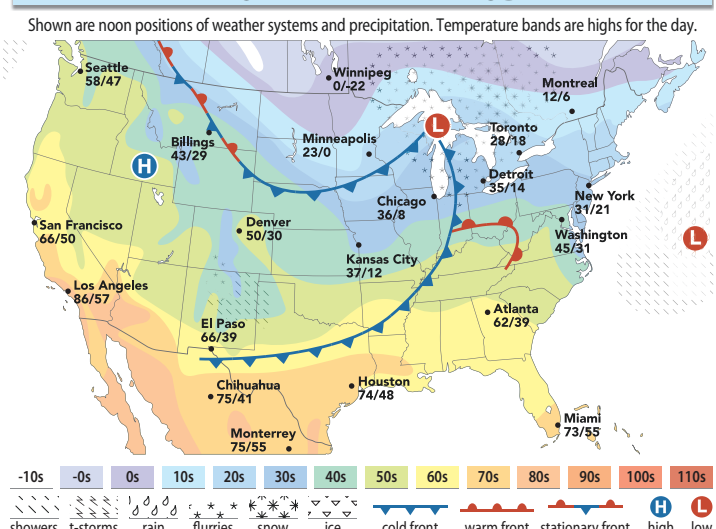 Shown are noon positions of weather systems and precipitation. Temperature bands are highs for the day.
Seattle
58/47
Winnipeg
0/-22
Montreal
12/6
Billings
43/29
Minneapolis
23/0
L
Toronto
28/18
H
Detroit
35/14
Chicago
36/8
New York
31/21
San Francisco
66/50
Denver
50/30
Washington
45/31
L
Kansas City
37/12
Los Angeles
86/57
El Paso
66/39
Atlanta
62/39
Chihuahua
75/41
Houston
74/48
Miami
73/55
Monterrey
75/55
-10s -0s 0s 10s 20s 30s 40s 50s 60s 70s 80s 90s 100s 110s
H L
showers t-storms rain flurries snow ice cold front warm front stationary front high low